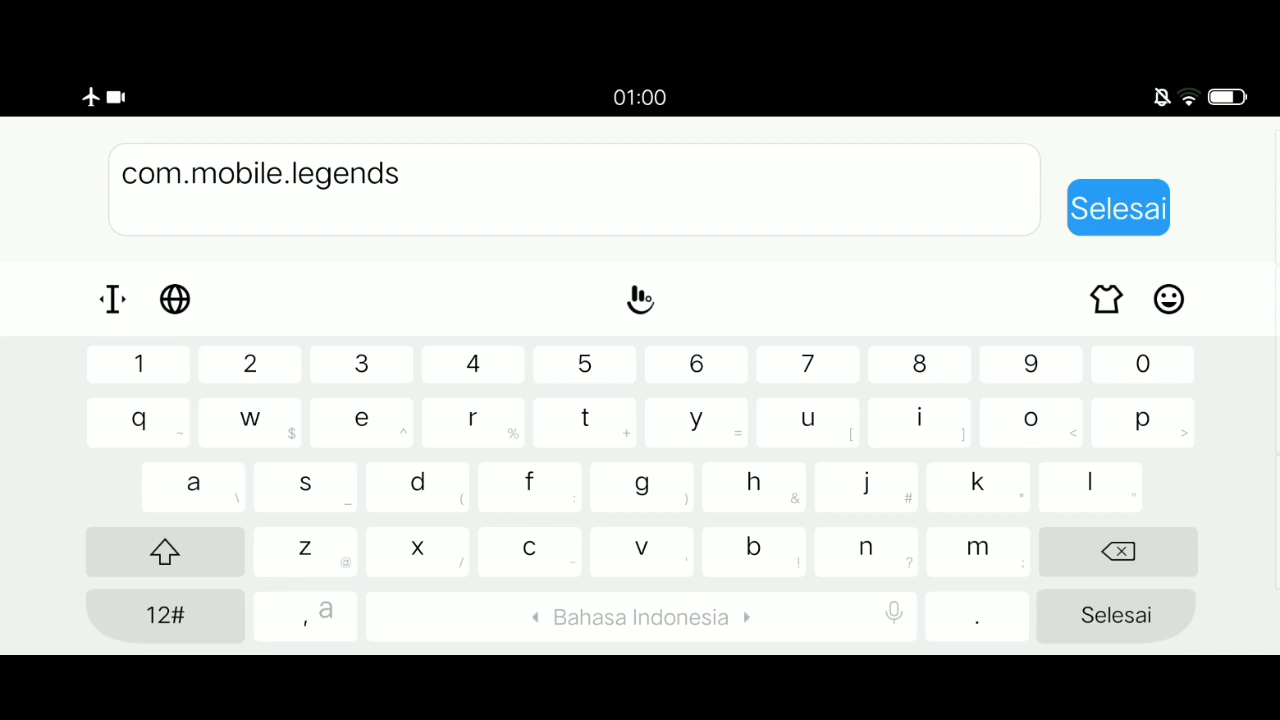 01:00
com.mobile.legends
Selesai
1 2 3 4 5 6 7 8 9 0
q ~ w $ e ^ r % t + y = u [ i ] o < p >
a \ s _ d ( f : g ) h & j # k * l "
z @ x / c - v ' b ! n ? m ;
12# , a Bahasa Indonesia . Selesai